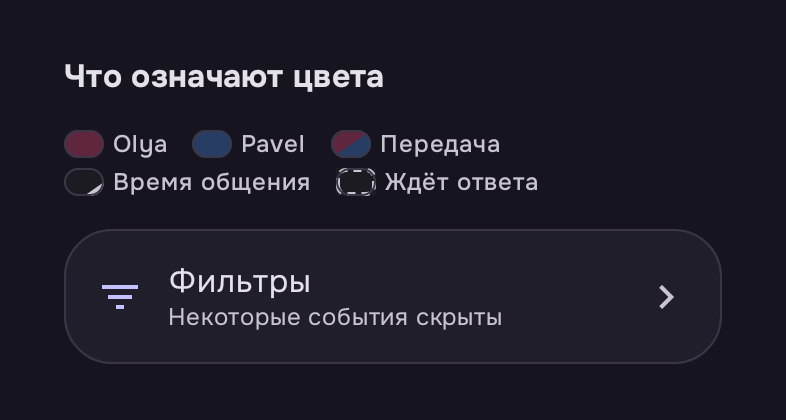 Что означают цвета
Olya Pavel Передача
Время общения Ждёт ответа
Фильтры
Некоторые события скрыты